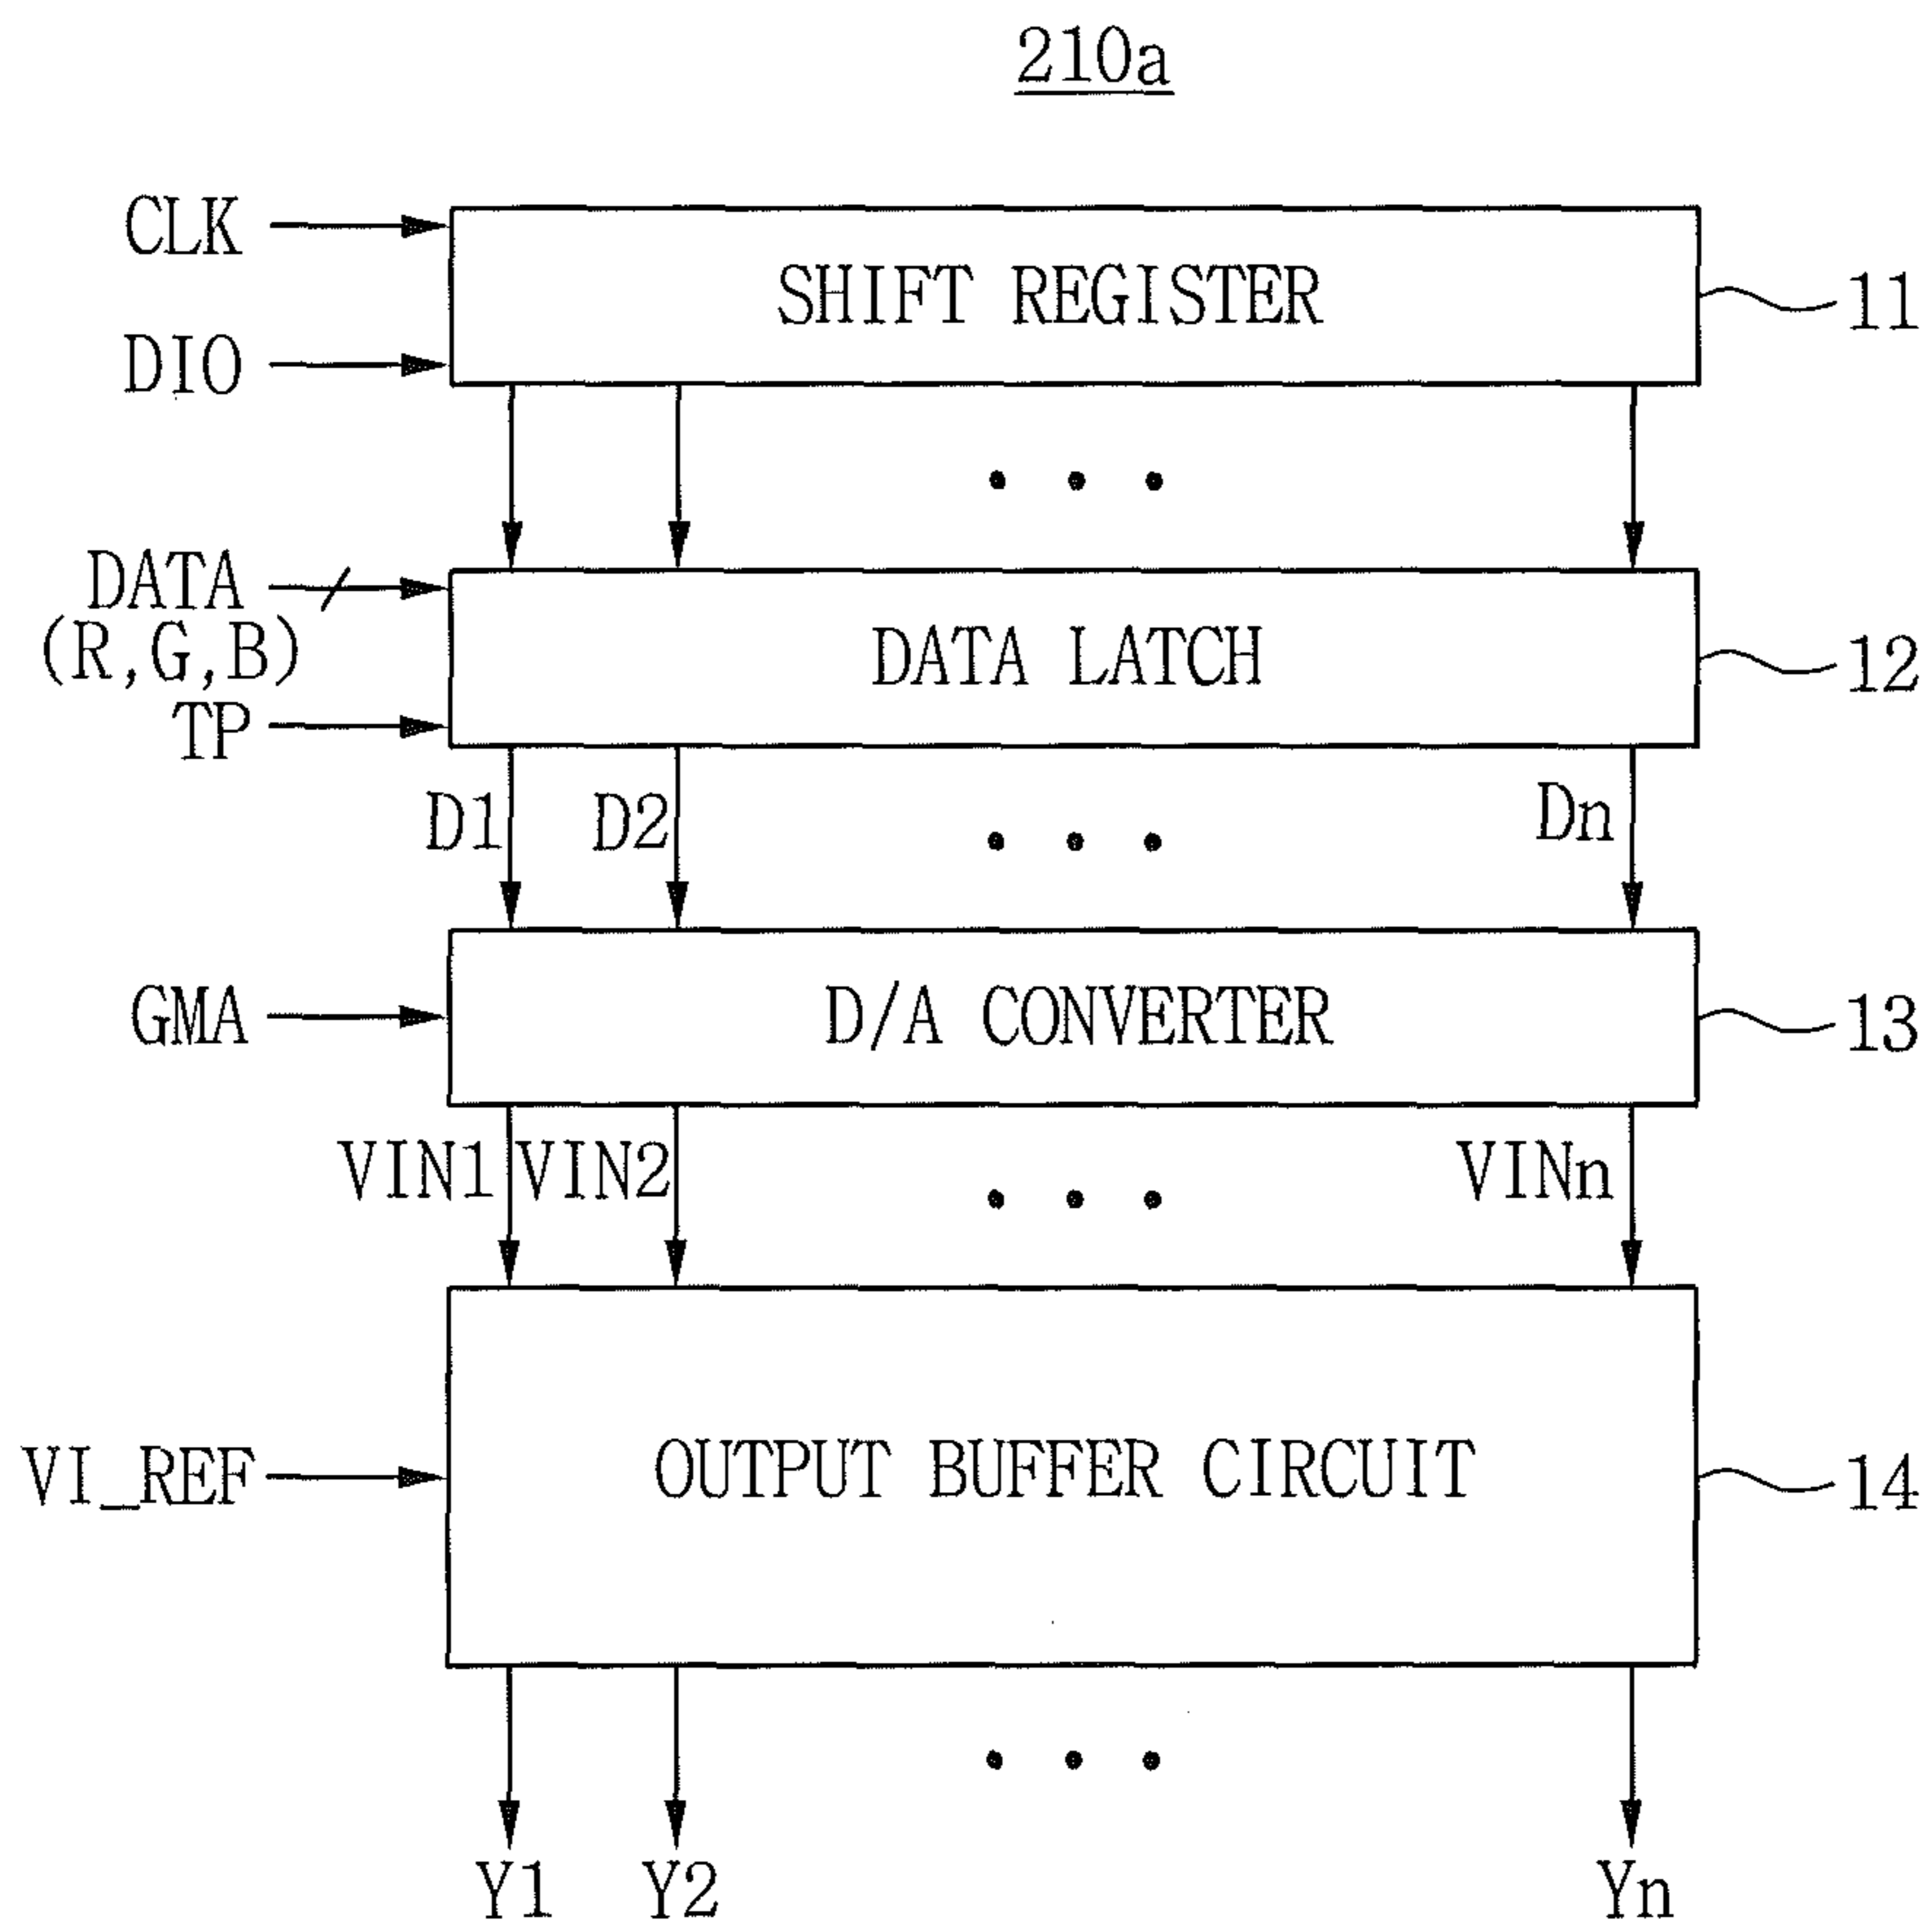 210a
CLK
SHIFT REGISTER
11
DIO
DATA
(R,G,B)
DATA LATCH
12
TP
D1
D2
Dn
GMA
D/A CONVERTER
13
VIN1
VIN2
VINn
VI_REF
OUTPUT BUFFER CIRCUIT
14
Y1
Y2
Yn